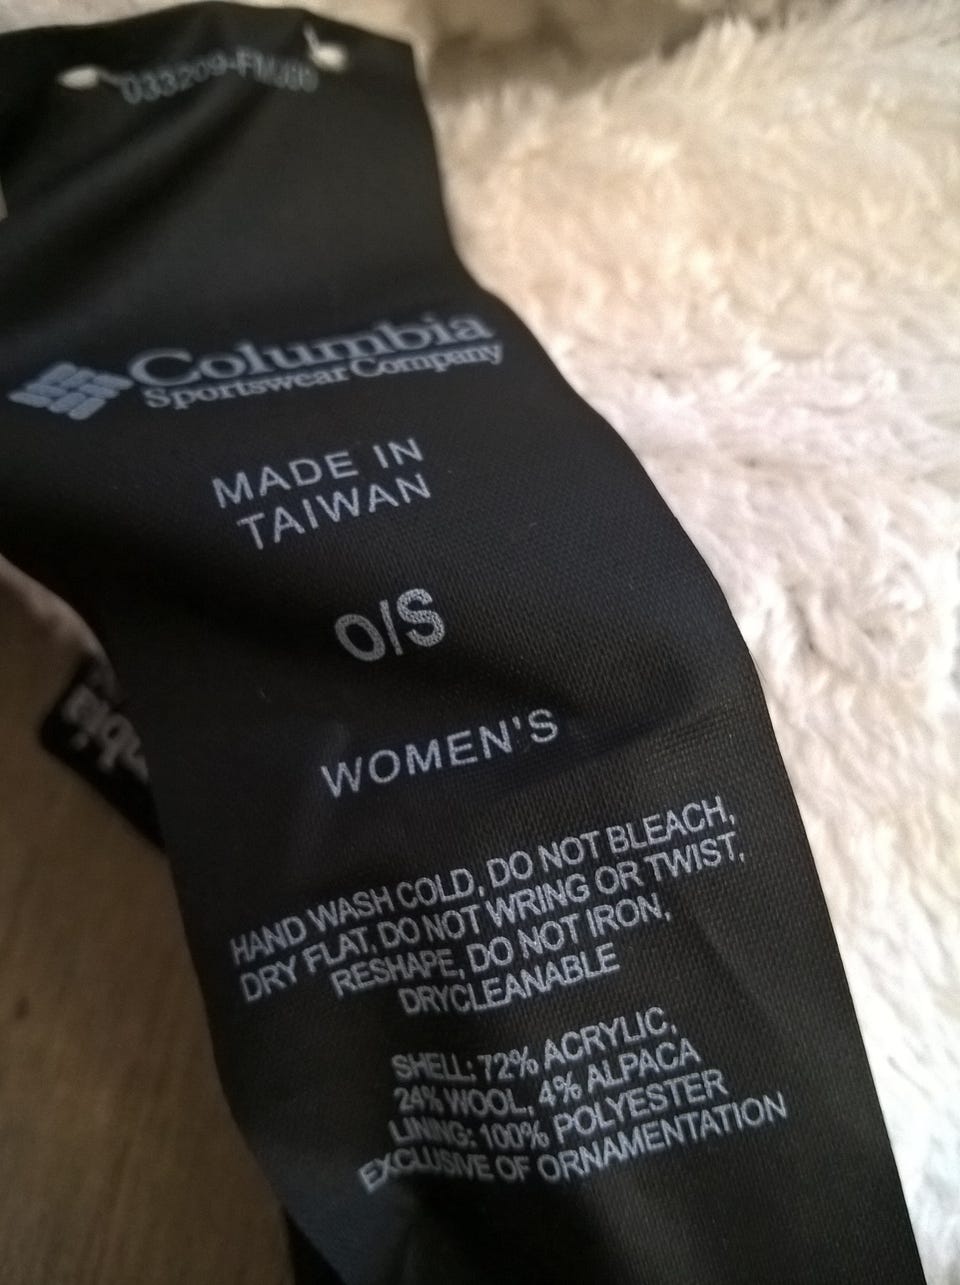 Columbia
Sportswear Company
MADE IN
TAIWAN
O/S
WOMEN'S
HAND WASH COLD, DO NOT BLEACH,
DRY FLAT, DO NOT WRING OR TWIST,
RESHAPE, DO NOT IRON,
DRYCLEANABLE
SHELL: 72% ACRYLIC,
24% WOOL, 4% ALPACA
LINING: 100% POLYESTER
EXCLUSIVE OF ORNAMENTATION